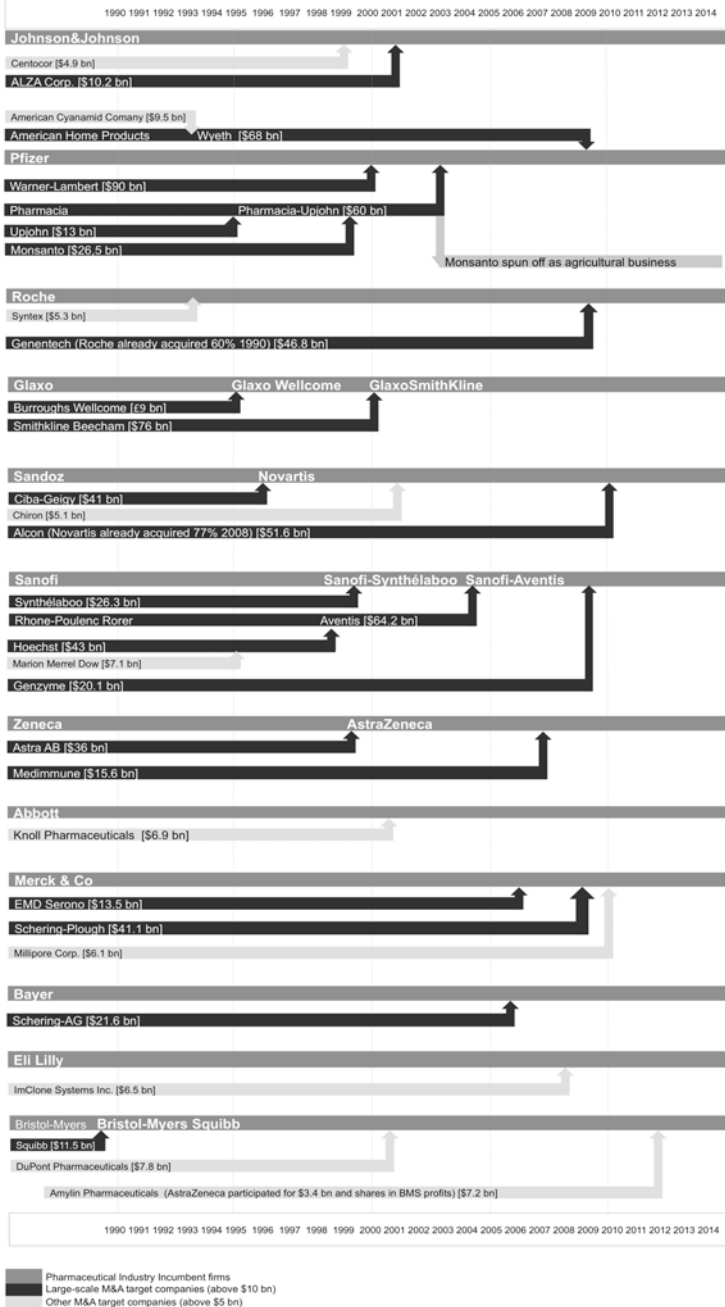 1990 1991 1992 1993 1994 1995 1996 1997 1998 1999 2000 2001 2002 2003 2004 2005 2006 2007 2008 2009 2010 2011 2012 2013 2014
Johnson&Johnson
Centocor [$4.9 bn]
ALZA Corp. [$10.2 bn]
American Cyanamid Comany [$9.5 bn]
American Home Products Wyeth [$68 bn]
Pfizer
Warner-Lambert [$90 bn]
Pharmacia Pharmacia-Upjohn [$60 bn]
Upjohn [$13 bn]
Monsanto [$26,5 bn]
Monsanto spun off as agricultural business
Roche
Syntex [$5.3 bn]
Genentech (Roche already acquired 60% 1990) [$46.8 bn]
Glaxo Glaxo Wellcome GlaxoSmithKline
Burroughs Wellcome [£9 bn]
Smithkline Beecham [$76 bn]
Sandoz Novartis
Ciba-Geigy [$41 bn]
Chiron [$5.1 bn]
Alcon (Novartis already acquired 77% 2008) [$51.6 bn]
Sanofi Sanofi-Synthélaboo Sanofi-Aventis
Synthélaboo [$26.3 bn]
Rhone-Poulenc Rorer Aventis [$64.2 bn]
Hoechst [$43 bn]
Marion Merrel Dow [$7.1 bn]
Genzyme [$20.1 bn]
Zeneca AstraZeneca
Astra AB [$36 bn]
Medimmune [$15.6 bn]
Abbott
Knoll Pharmaceuticals [$6.9 bn]
Merck & Co
EMD Serono [$13.5 bn]
Schering-Plough [$41.1 bn]
Millipore Corp. [$6.1 bn]
Bayer
Schering-AG [$21.6 bn]
Eli Lilly
ImClone Systems Inc. [$6.5 bn]
Bristol-Myers Bristol-Myers Squibb
Squibb [$11.5 bn]
DuPont Pharmaceuticals [$7.8 bn]
Amylin Pharmaceuticals (AstraZeneca participated for $3.4 bn and shares in BMS profits) [$7.2 bn]
1990 1991 1992 1993 1994 1995 1996 1997 1998 1999 2000 2001 2002 2003 2004 2005 2006 2007 2008 2009 2010 2011 2012 2013 2014
Pharmaceutical Industry Incumbent firms
Large-scale M&A target companies (above $10 bn)
Other M&A target companies (above $5 bn)